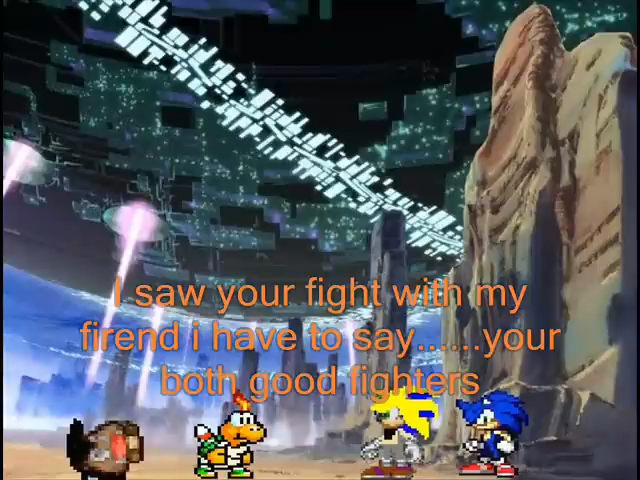 I saw your fight with my
firend i have to say......your
both good fighters